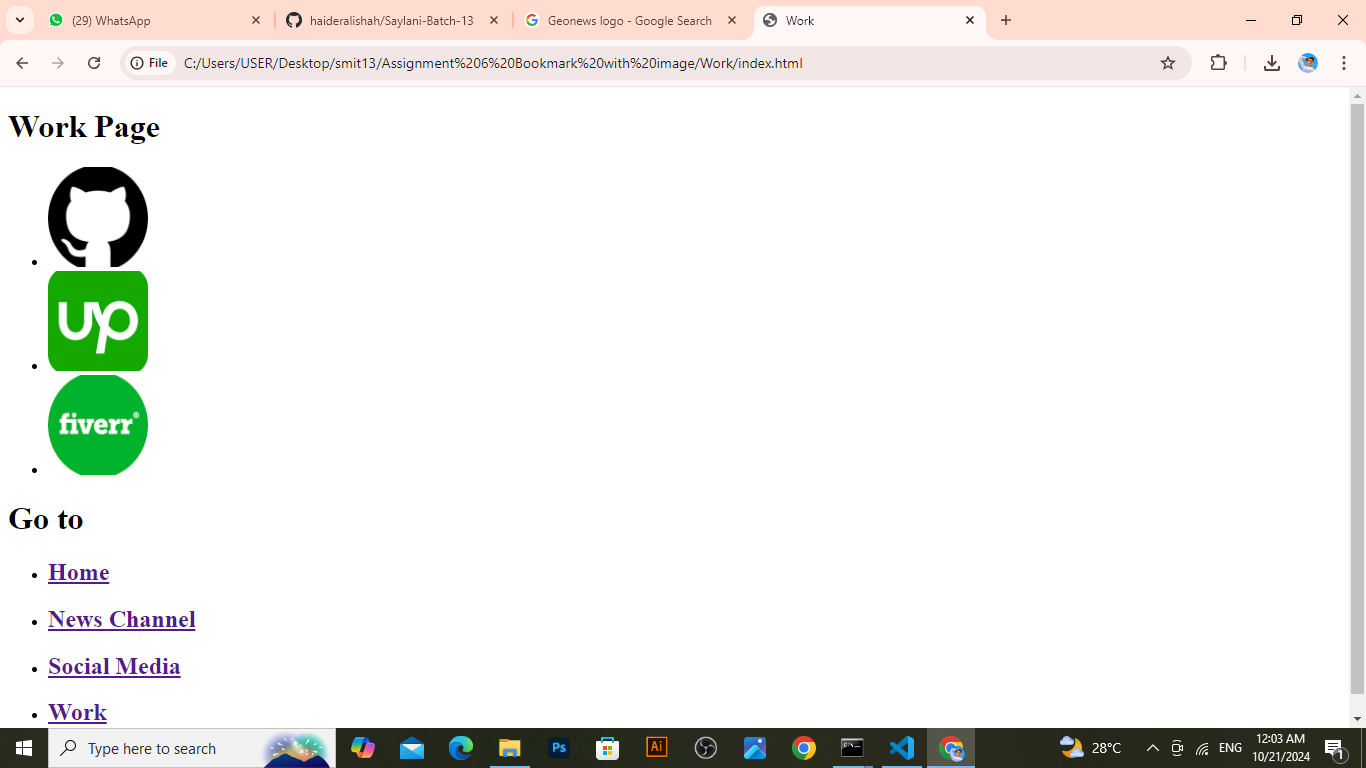 (29) WhatsApp
haideralishah/Saylani-Batch-13
Geonews logo - Google Search
Work
File
C:/Users/USER/Desktop/smit13/Assignment%206%20Bookmark%20with%20image/Work/index.html
Work Page
up
fiverr®
Go to
Home
News Channel
Social Media
Work
Type here to search
Ps
Ai
28°C
ENG
12:03 AM
10/21/2024
1